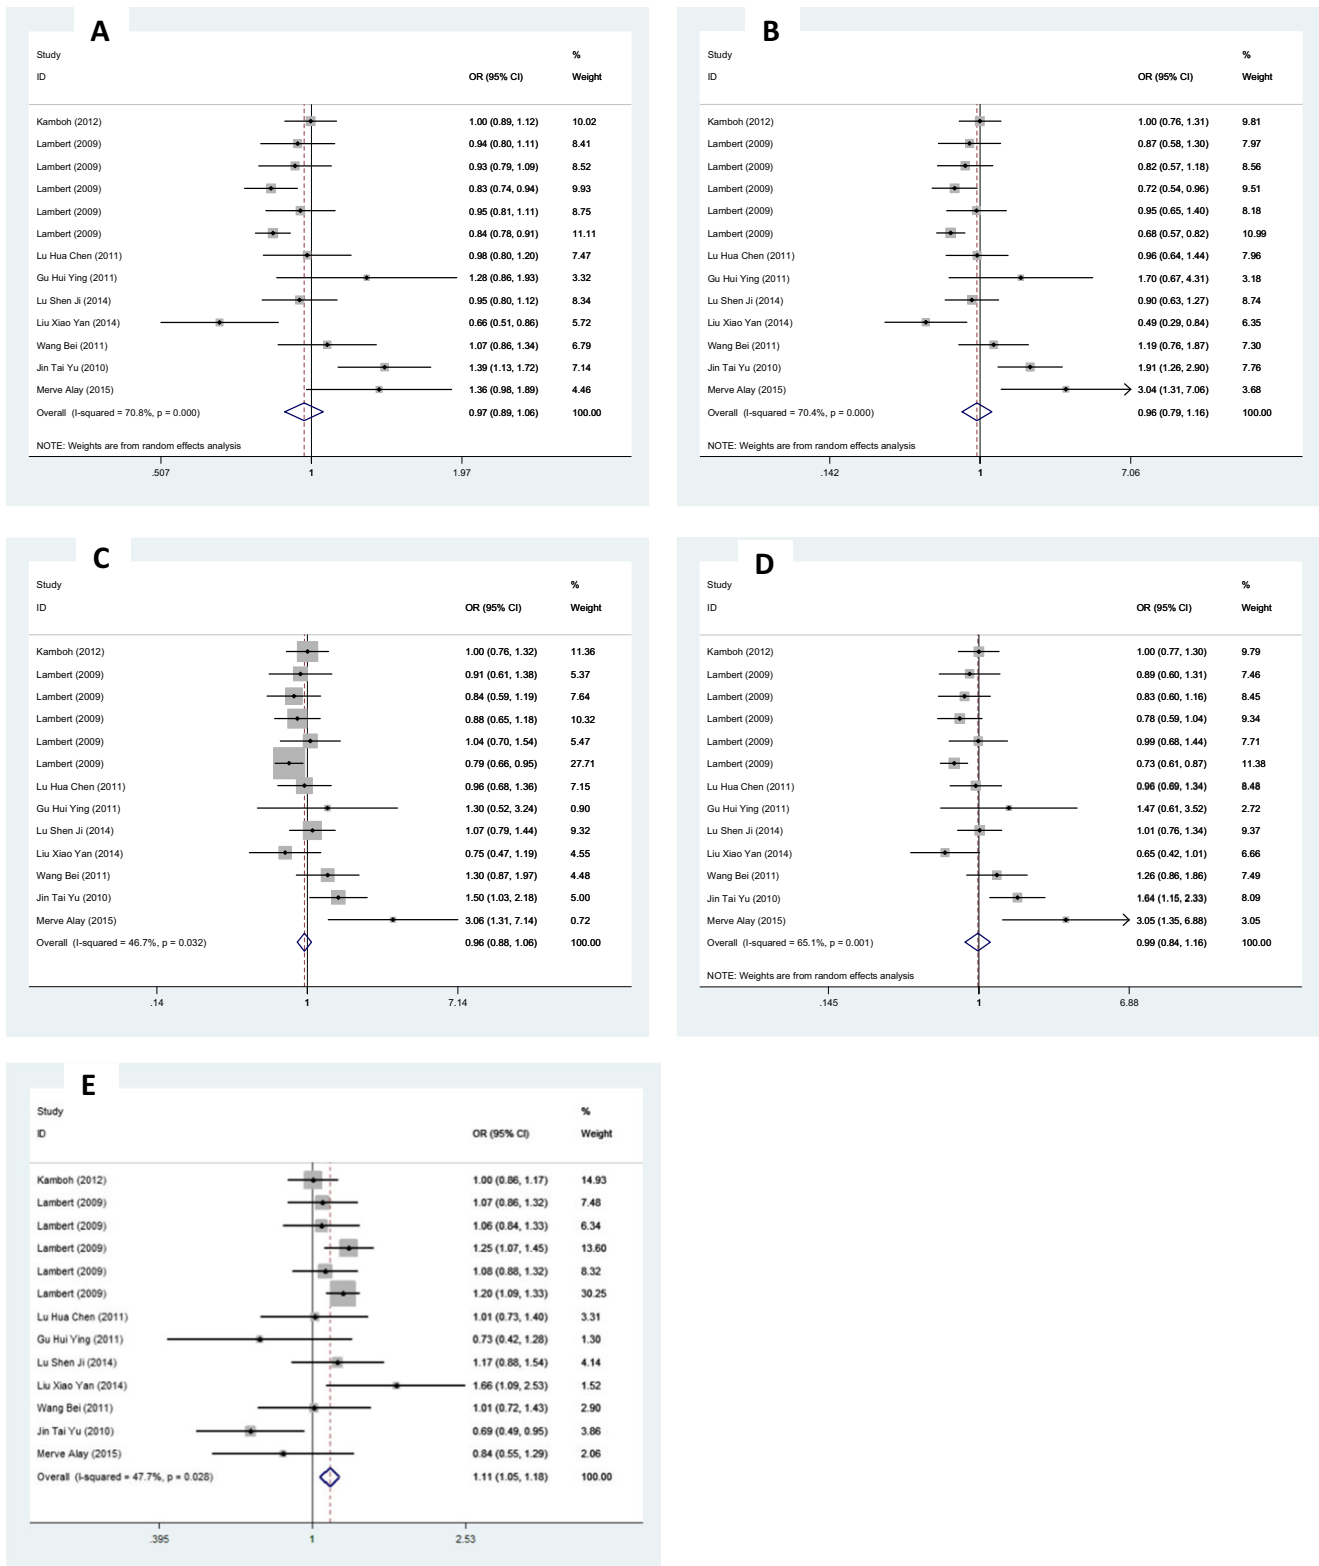 A
Study %
ID OR (95% CI) Weight
Kamboh (2012) 1.00 (0.89, 1.12) 10.02
Lambert (2009) 0.94 (0.80, 1.11) 8.41
Lambert (2009) 0.93 (0.79, 1.09) 8.52
Lambert (2009) 0.83 (0.74, 0.94) 9.93
Lambert (2009) 0.95 (0.81, 1.11) 8.75
Lambert (2009) 0.84 (0.78, 0.91) 11.11
Lu Hua Chen (2011) 0.98 (0.80, 1.20) 7.47
Gu Hui Ying (2011) 1.28 (0.86, 1.93) 3.32
Lu Shen Ji (2014) 0.95 (0.80, 1.12) 8.34
Liu Xiao Yan (2014) 0.66 (0.51, 0.86) 5.72
Wang Bei (2011) 1.07 (0.86, 1.34) 6.79
Jin Tai Yu (2010) 1.39 (1.13, 1.72) 7.14
Merve Alay (2015) 1.36 (0.98, 1.89) 4.46
Overall (I-squared = 70.8%, p = 0.000) 0.97 (0.89, 1.06) 100.00
NOTE: Weights are from random effects analysis
.507 1 1.97
B
Study %
ID OR (95% CI) Weight
Kamboh (2012) 1.00 (0.76, 1.31) 9.81
Lambert (2009) 0.87 (0.58, 1.30) 7.97
Lambert (2009) 0.82 (0.57, 1.18) 8.56
Lambert (2009) 0.72 (0.54, 0.96) 9.51
Lambert (2009) 0.95 (0.65, 1.40) 8.18
Lambert (2009) 0.68 (0.57, 0.82) 10.99
Lu Hua Chen (2011) 0.96 (0.64, 1.44) 7.96
Gu Hui Ying (2011) 1.70 (0.67, 4.31) 3.18
Lu Shen Ji (2014) 0.90 (0.63, 1.27) 8.74
Liu Xiao Yan (2014) 0.49 (0.29, 0.84) 6.35
Wang Bei (2011) 1.19 (0.76, 1.87) 7.30
Jin Tai Yu (2010) 1.91 (1.26, 2.90) 7.76
Merve Alay (2015) 3.04 (1.31, 7.06) 3.68
Overall (I-squared = 70.4%, p = 0.000) 0.96 (0.79, 1.16) 100.00
NOTE: Weights are from random effects analysis
.142 1 7.06
C
Study %
ID OR (95% CI) Weight
Kamboh (2012) 1.00 (0.76, 1.32) 11.36
Lambert (2009) 0.91 (0.61, 1.38) 5.37
Lambert (2009) 0.84 (0.59, 1.19) 7.64
Lambert (2009) 0.88 (0.65, 1.18) 10.32
Lambert (2009) 1.04 (0.70, 1.54) 5.47
Lambert (2009) 0.79 (0.66, 0.95) 27.71
Lu Hua Chen (2011) 0.96 (0.68, 1.36) 7.15
Gu Hui Ying (2011) 1.30 (0.52, 3.24) 0.90
Lu Shen Ji (2014) 1.07 (0.79, 1.44) 9.32
Liu Xiao Yan (2014) 0.75 (0.47, 1.19) 4.55
Wang Bei (2011) 1.30 (0.87, 1.97) 4.48
Jin Tai Yu (2010) 1.50 (1.03, 2.18) 5.00
Merve Alay (2015) 3.06 (1.31, 7.14) 0.72
Overall (I-squared = 46.7%, p = 0.032) 0.96 (0.88, 1.06) 100.00
.14 1 7.14
D
Study %
ID OR (95% CI) Weight
Kamboh (2012) 1.00 (0.77, 1.30) 9.79
Lambert (2009) 0.89 (0.60, 1.31) 7.46
Lambert (2009) 0.83 (0.60, 1.16) 8.45
Lambert (2009) 0.78 (0.59, 1.04) 9.34
Lambert (2009) 0.99 (0.68, 1.44) 7.71
Lambert (2009) 0.73 (0.61, 0.87) 11.38
Lu Hua Chen (2011) 0.96 (0.69, 1.34) 8.48
Gu Hui Ying (2011) 1.47 (0.61, 3.52) 2.72
Lu Shen Ji (2014) 1.01 (0.76, 1.34) 9.37
Liu Xiao Yan (2014) 0.65 (0.42, 1.01) 6.66
Wang Bei (2011) 1.26 (0.86, 1.86) 7.49
Jin Tai Yu (2010) 1.64 (1.15, 2.33) 8.09
Merve Alay (2015) 3.05 (1.35, 6.88) 3.05
Overall (I-squared = 65.1%, p = 0.001) 0.99 (0.84, 1.16) 100.00
NOTE: Weights are from random effects analysis
.145 1 6.88
E
Study %
ID OR (95% CI) Weight
Kamboh (2012) 1.00 (0.86, 1.17) 14.93
Lambert (2009) 1.07 (0.86, 1.32) 7.48
Lambert (2009) 1.06 (0.84, 1.33) 6.34
Lambert (2009) 1.25 (1.07, 1.45) 13.60
Lambert (2009) 1.08 (0.88, 1.32) 8.32
Lambert (2009) 1.20 (1.09, 1.33) 30.25
Lu Hua Chen (2011) 1.01 (0.73, 1.40) 3.31
Gu Hui Ying (2011) 0.73 (0.42, 1.28) 1.30
Lu Shen Ji (2014) 1.17 (0.88, 1.54) 4.14
Liu Xiao Yan (2014) 1.66 (1.09, 2.53) 1.52
Wang Bei (2011) 1.01 (0.72, 1.43) 2.90
Jin Tai Yu (2010) 0.69 (0.49, 0.95) 3.86
Merve Alay (2015) 0.84 (0.55, 1.29) 2.06
Overall (I-squared = 47.7%, p = 0.028) 1.11 (1.05, 1.18) 100.00
.395 1 2.53